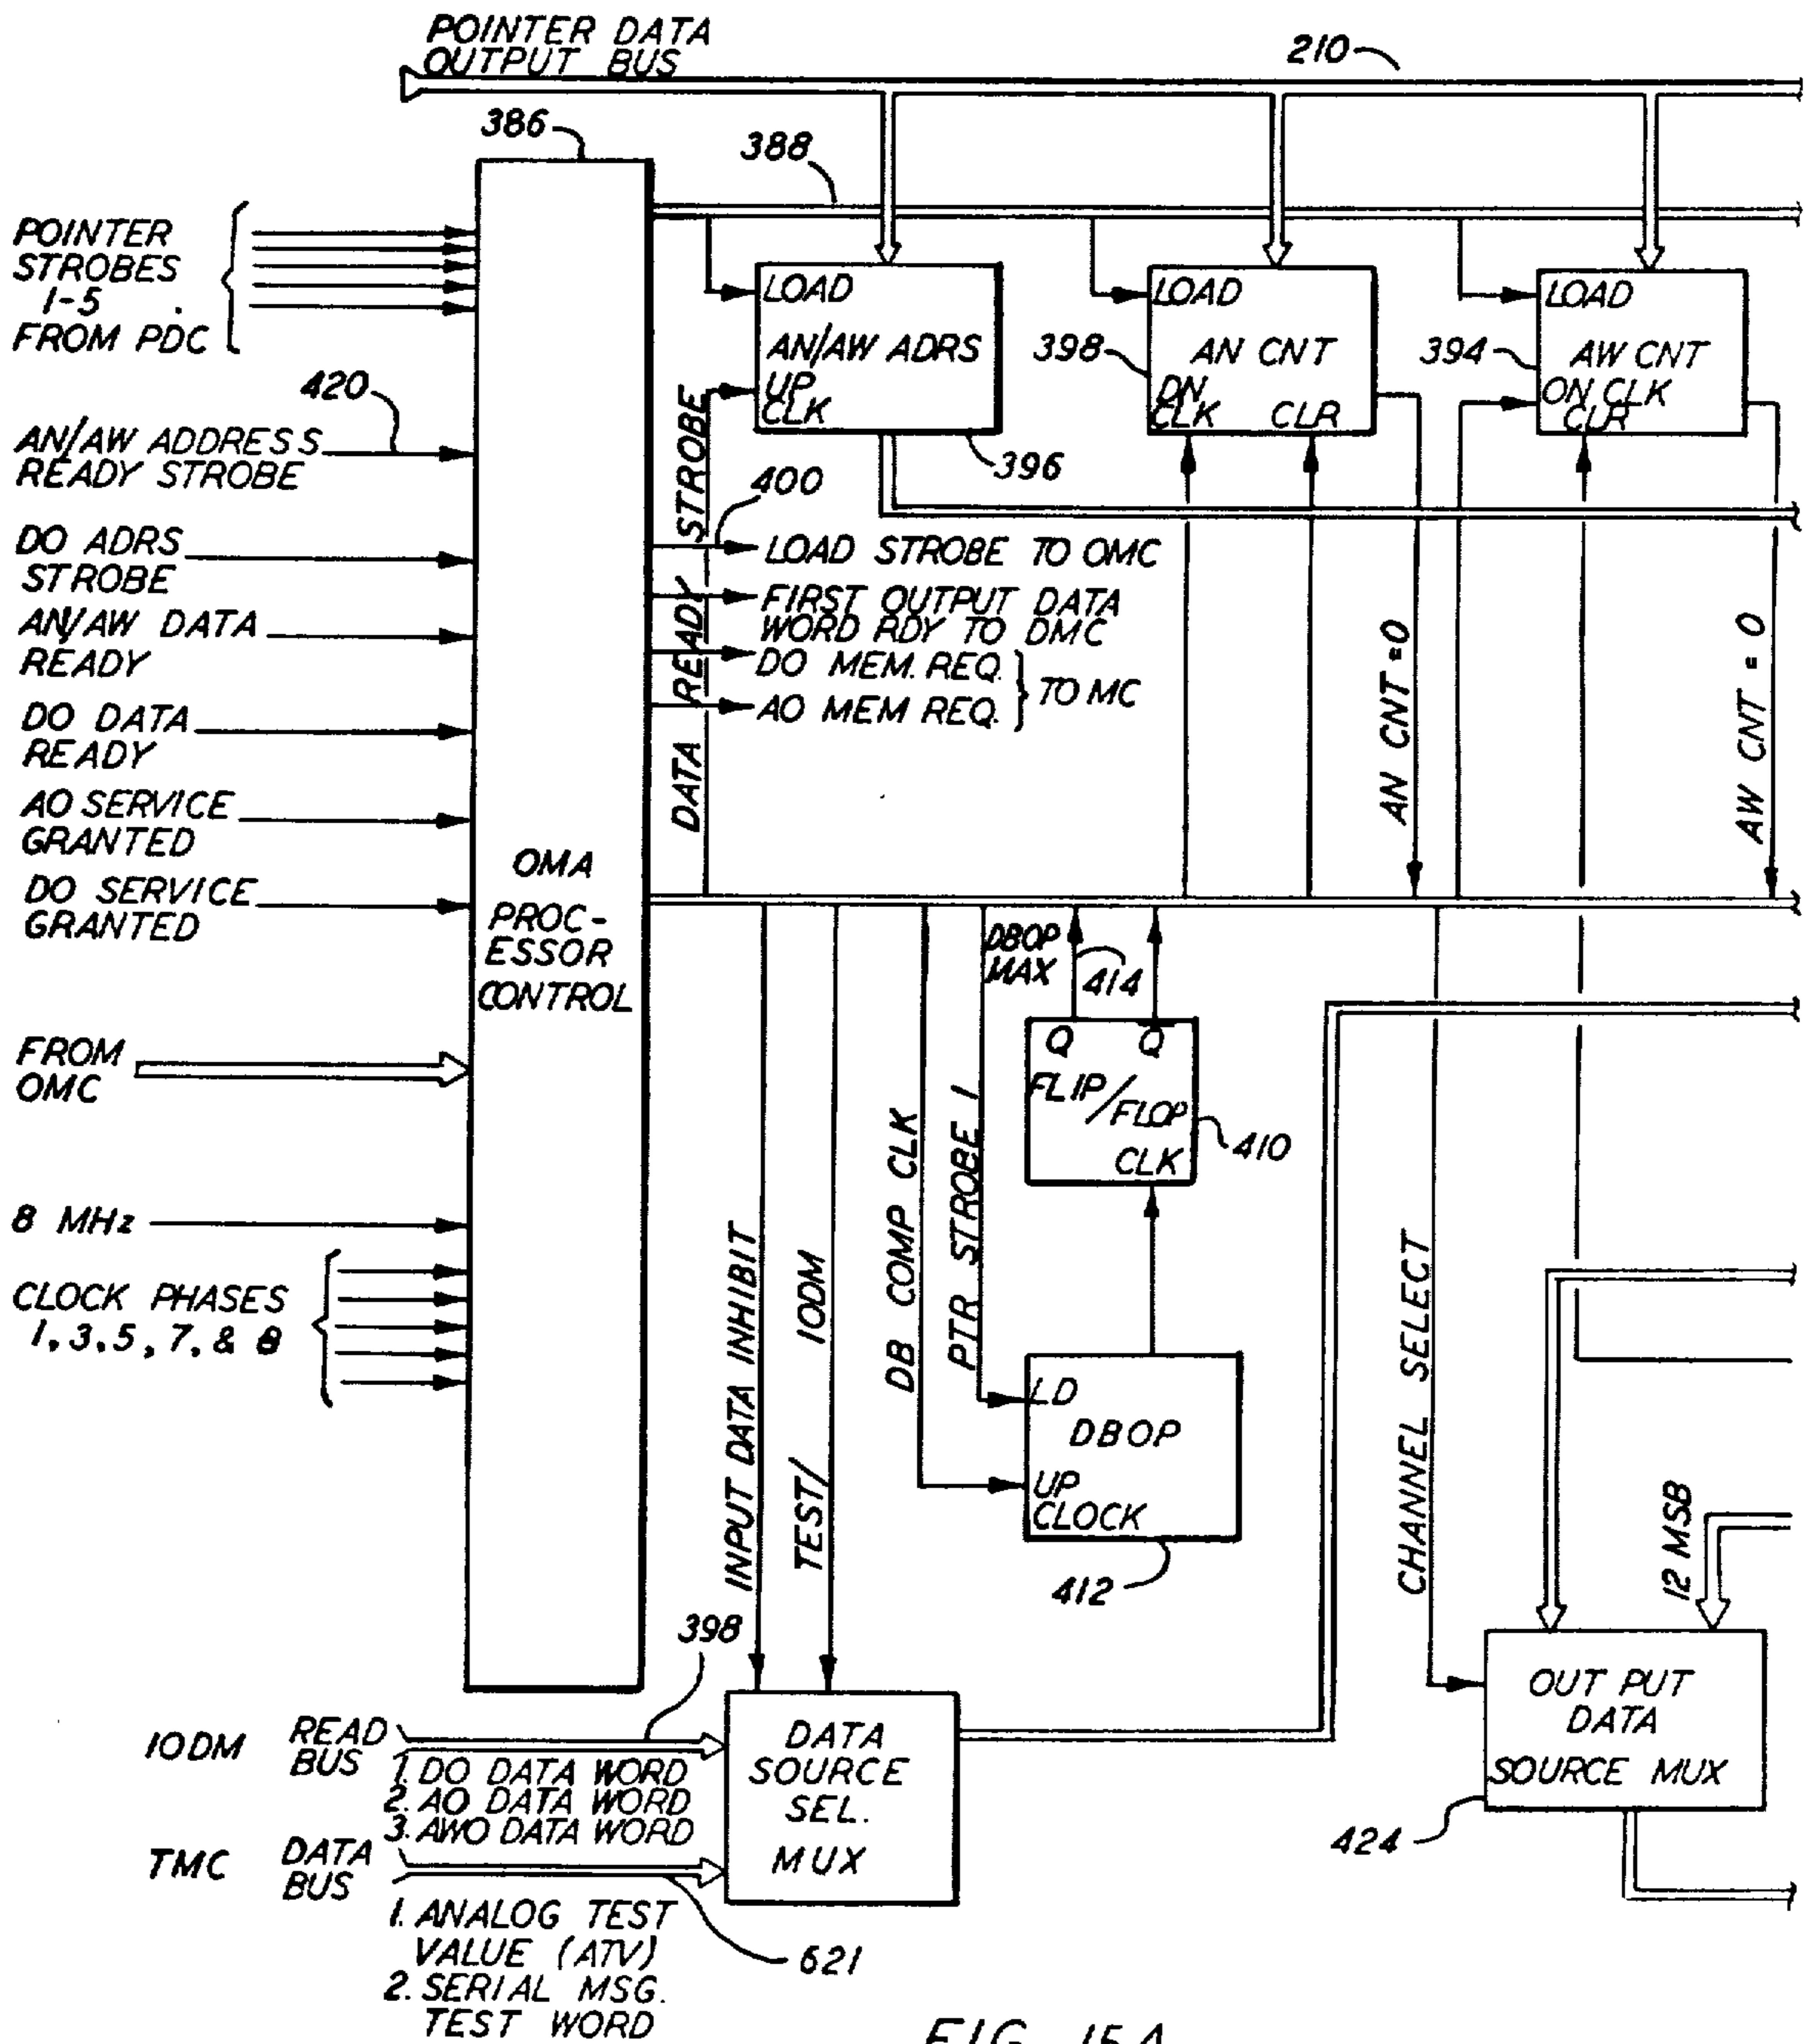 POINTER DATA
OUTPUT BUS
210
386
388
POINTER
STROBES
1-5
FROM PDC
LOAD
AN/AW ADRS
UP
CLK
396
LOAD
398
AN CNT
DN
CLK
CLR
LOAD
394
AW CNT
ON CLK
CLR
420
AN/AW ADDRESS
READY STROBE
DO ADRS
STROBE
AN/AW DATA
READY
DO DATA
READY
AO SERVICE
GRANTED
DO SERVICE
GRANTED
FROM
OMC
8 MHz
CLOCK PHASES
1, 3, 5, 7, & 8
OMA
PROC-
ESSOR
CONTROL
DATA READY STROBE
400
LOAD STROBE TO OMC
FIRST OUTPUT DATA
WORD RDY TO DMC
DO MEM. REQ.
AO MEM REQ.
TO MC
AN CNT = 0
AW CNT = 0
DBOP
MAX
414
Q
Q̅
FLIP/FLOP
CLK
410
INPUT DATA INHIBIT
TEST/ IODM
DB COMP CLK
PTR STROBE 1
CHANNEL SELECT
LD
DBOP
UP
CLOCK
412
12 MSB
OUT PUT
DATA
SOURCE MUX
424
398
IODM READ
BUS
1. DO DATA WORD
2. AO DATA WORD
3. AWO DATA WORD
DATA
SOURCE
SEL.
MUX
TMC DATA
BUS
1. ANALOG TEST
VALUE (ATV)
2. SERIAL MSG.
TEST WORD
621
FIG. 15A